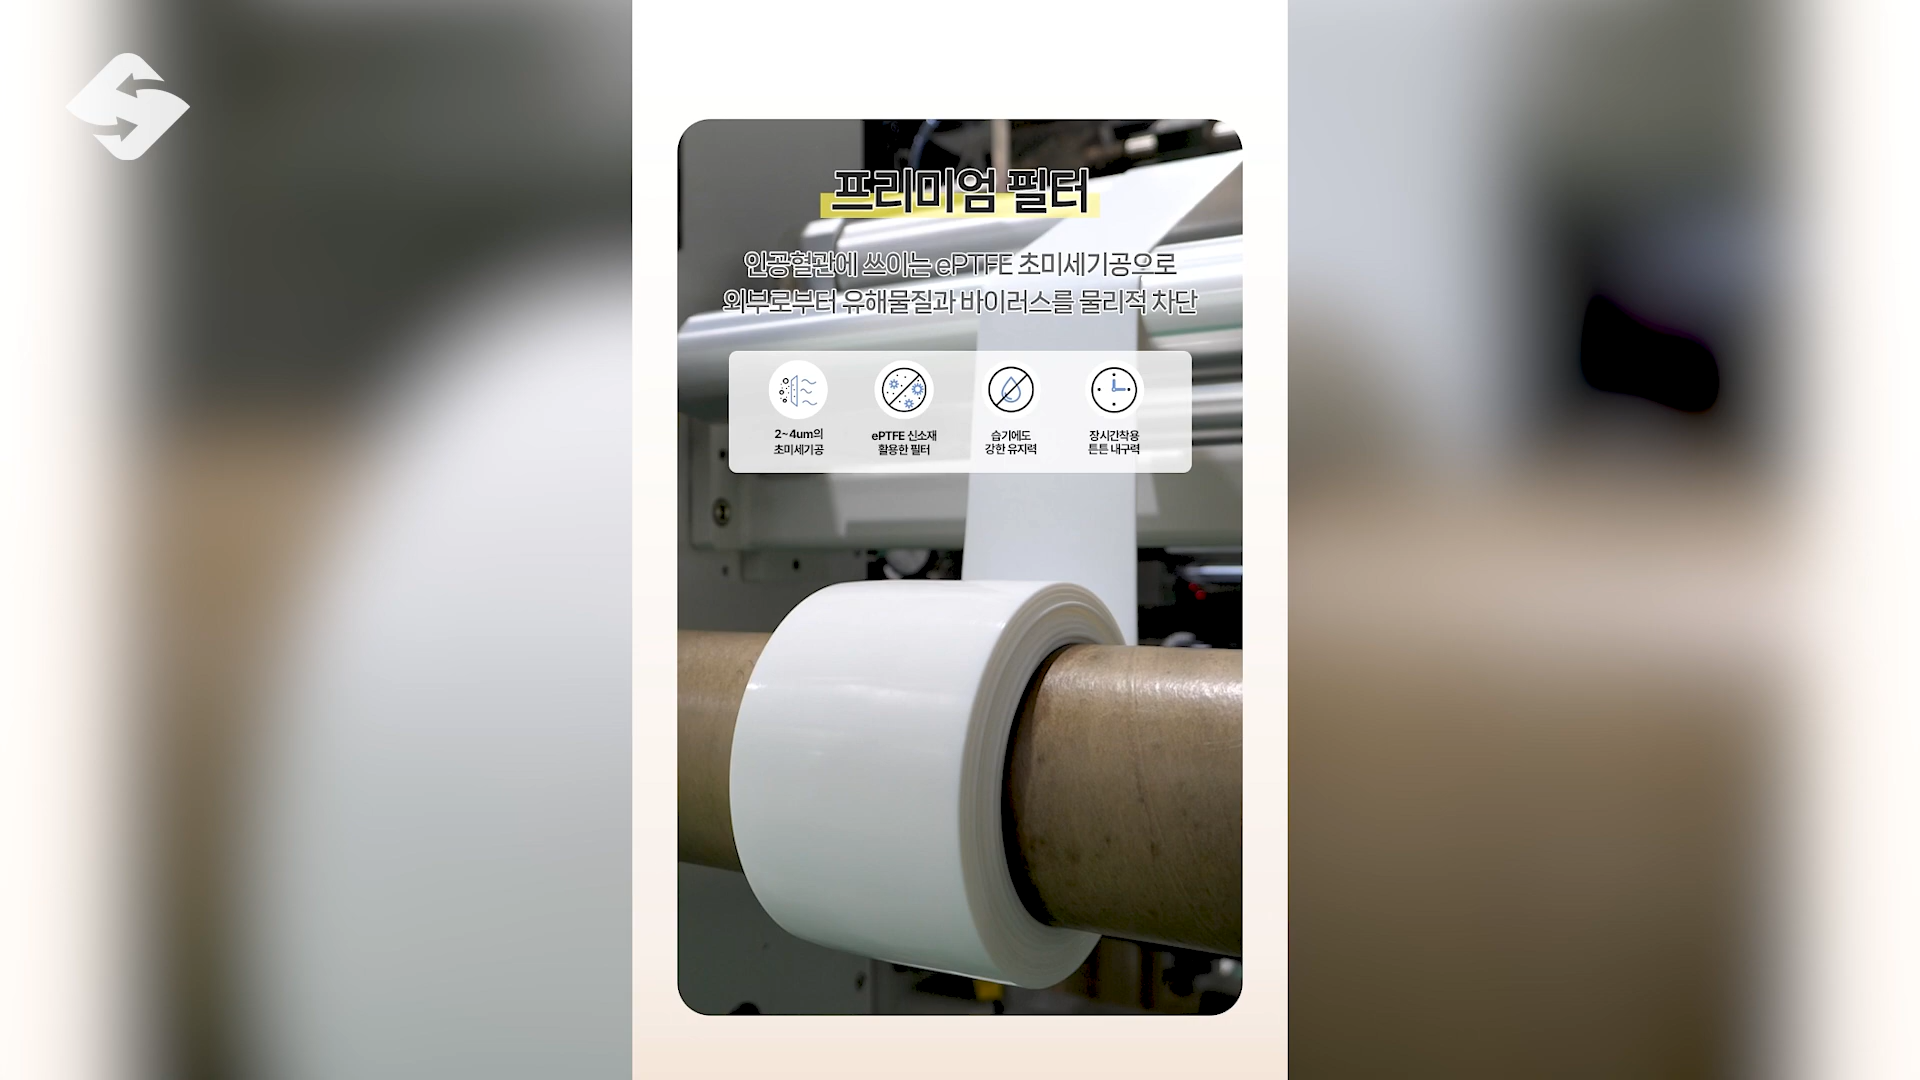 프리미엄 필터
인공혈관에 쓰이는 ePTFE 초미세기공으로
외부로부터 유해물질과 바이러스를 물리적 차단
2~4um의
초미세기공
ePTFE 신소재
활용한 필터
습기에도
강한 유지력
장시간착용
튼튼 내구력